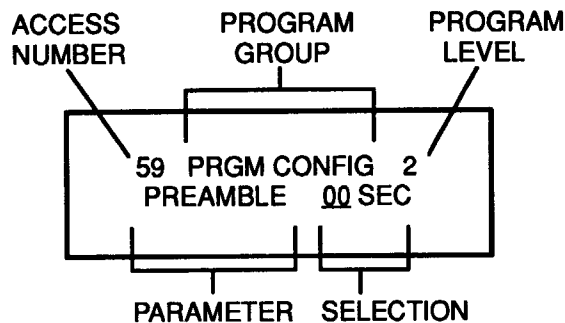 ACCESS NUMBER
PROGRAM GROUP
PROGRAM LEVEL
59 PRGM CONFIG 2
PREAMBLE 00 SEC
PARAMETER
SELECTION